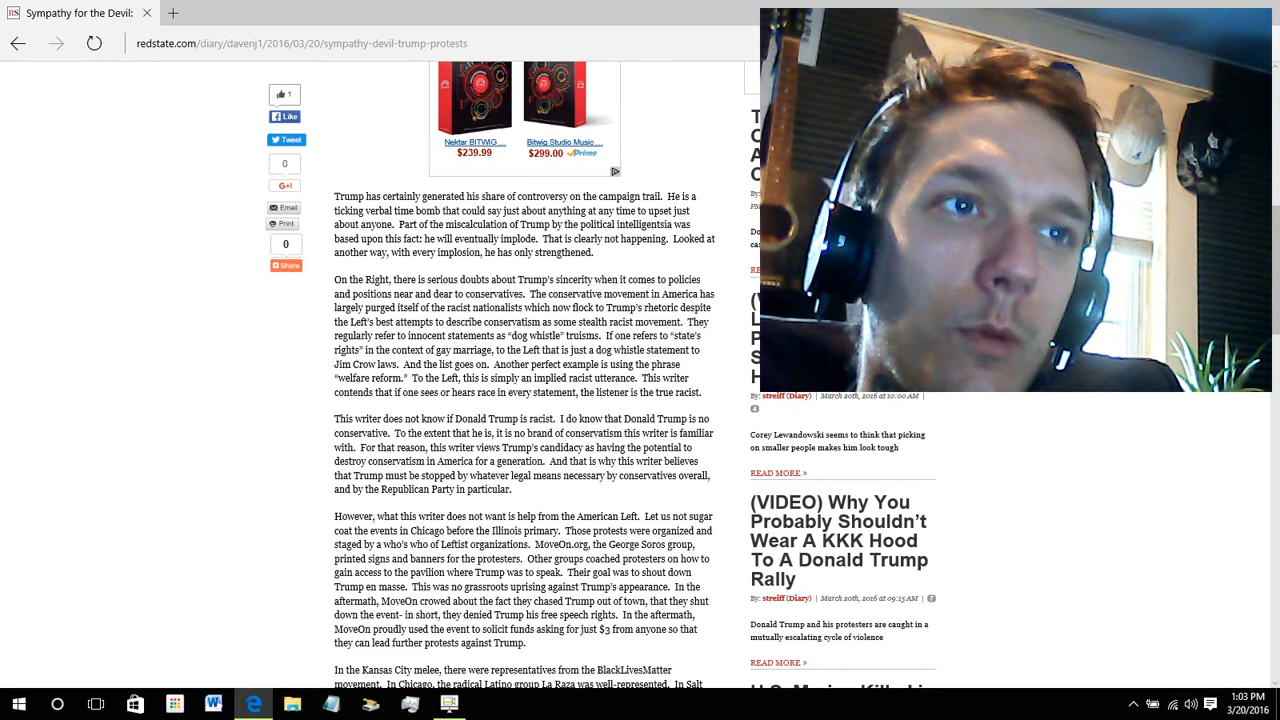 Sympathy for the Devil:
redstate.com/diary/davenj1/2016/03/20/sympathy-devil-trump-protests
1
Like
Tweet
0
G+1
Email
Print
0
Share
Nektar BITWIG ...
$239.99
Bitwig Studio Music ...
$299.00 Prime
Trump has certainly generated his share of controversy on the campaign trail. He is a
ticking verbal time bomb that could say just about anything at any time to upset just
about anyone. Part of the miscalculation of Trump by the political intelligentsia was
based upon this fact: he will eventually implode. That is clearly not happening. Looked at
another way, with every implosion, he has only strengthened.
On the Right, there is serious doubts about Trump's sincerity when it comes to policies
and positions near and dear to conservatives. The conservative movement in America has
largely purged itself of the racist nationalists which now flock to Trump's rhetoric despite
the Left's best attempts to describe conservatism as some stealth racist movement. They
regularly refer to innocent statements as "dog whistle" truisms. If one refers to "state's
rights" in the context of gay marriage, to the Left that is just a dog whistle statement to
Jim Crow laws. And the list goes on. Another perfect example is using the phrase
"welfare reform." To the Left, this is simply an implied racist utterance. This writer
contends that if one sees or hears race in every statement, the listener is the true racist.
This writer does not know if Donald Trump is racist. I do know that Donald Trump is no
conservative. To the extent that he is, it is no brand of conservatism this writer is familiar
with. For that reason, this writer views Trump's candidacy as having the potential to
destroy conservatism in America for a generation. And that is why this writer believes
that Trump must be stopped by whatever legal means necessary by conservatives overall,
and by the Republican Party in particular.
However, what this writer does not want is help from the American Left. Let us not sugar
coat the events in Chicago before the Illinois primary. Those protests were organized and
staged by a who's who of Leftist organizations. MoveOn.org, the George Soros group,
printed signs and banners for the protesters. Other groups coached protesters on how to
gain access to the pavilion where Trump was to speak. Their goal was to shout down
Trump en masse. This was no grassroots uprising against Trump's appearance. In the
aftermath, MoveOn crowed about the fact they chased Trump out of town, that they shut
down the event- in short, they denied Trump his free speech rights. In the aftermath,
MoveOn proudly used the event to solicit funds asking for just $3 from anyone so that
they can lead further protests against Trump.
In the Kansas City melee, there were representatives from the BlackLivesMatter
movement. In Chicago, the radical Latino group La Raza was well-represented. In Salt
By: streiff (Diary) | March 20th, 2016 at 10:00 AM |
4
Corey Lewandowski seems to think that picking
on smaller people makes him look tough
READ MORE »
(VIDEO) Why You
Probably Shouldn't
Wear A KKK Hood
To A Donald Trump
Rally
By: streiff (Diary) | March 20th, 2016 at 09:15 AM | 7
Donald Trump and his protesters are caught in a
mutually escalating cycle of violence
READ MORE »
1:03 PM
3/20/2016